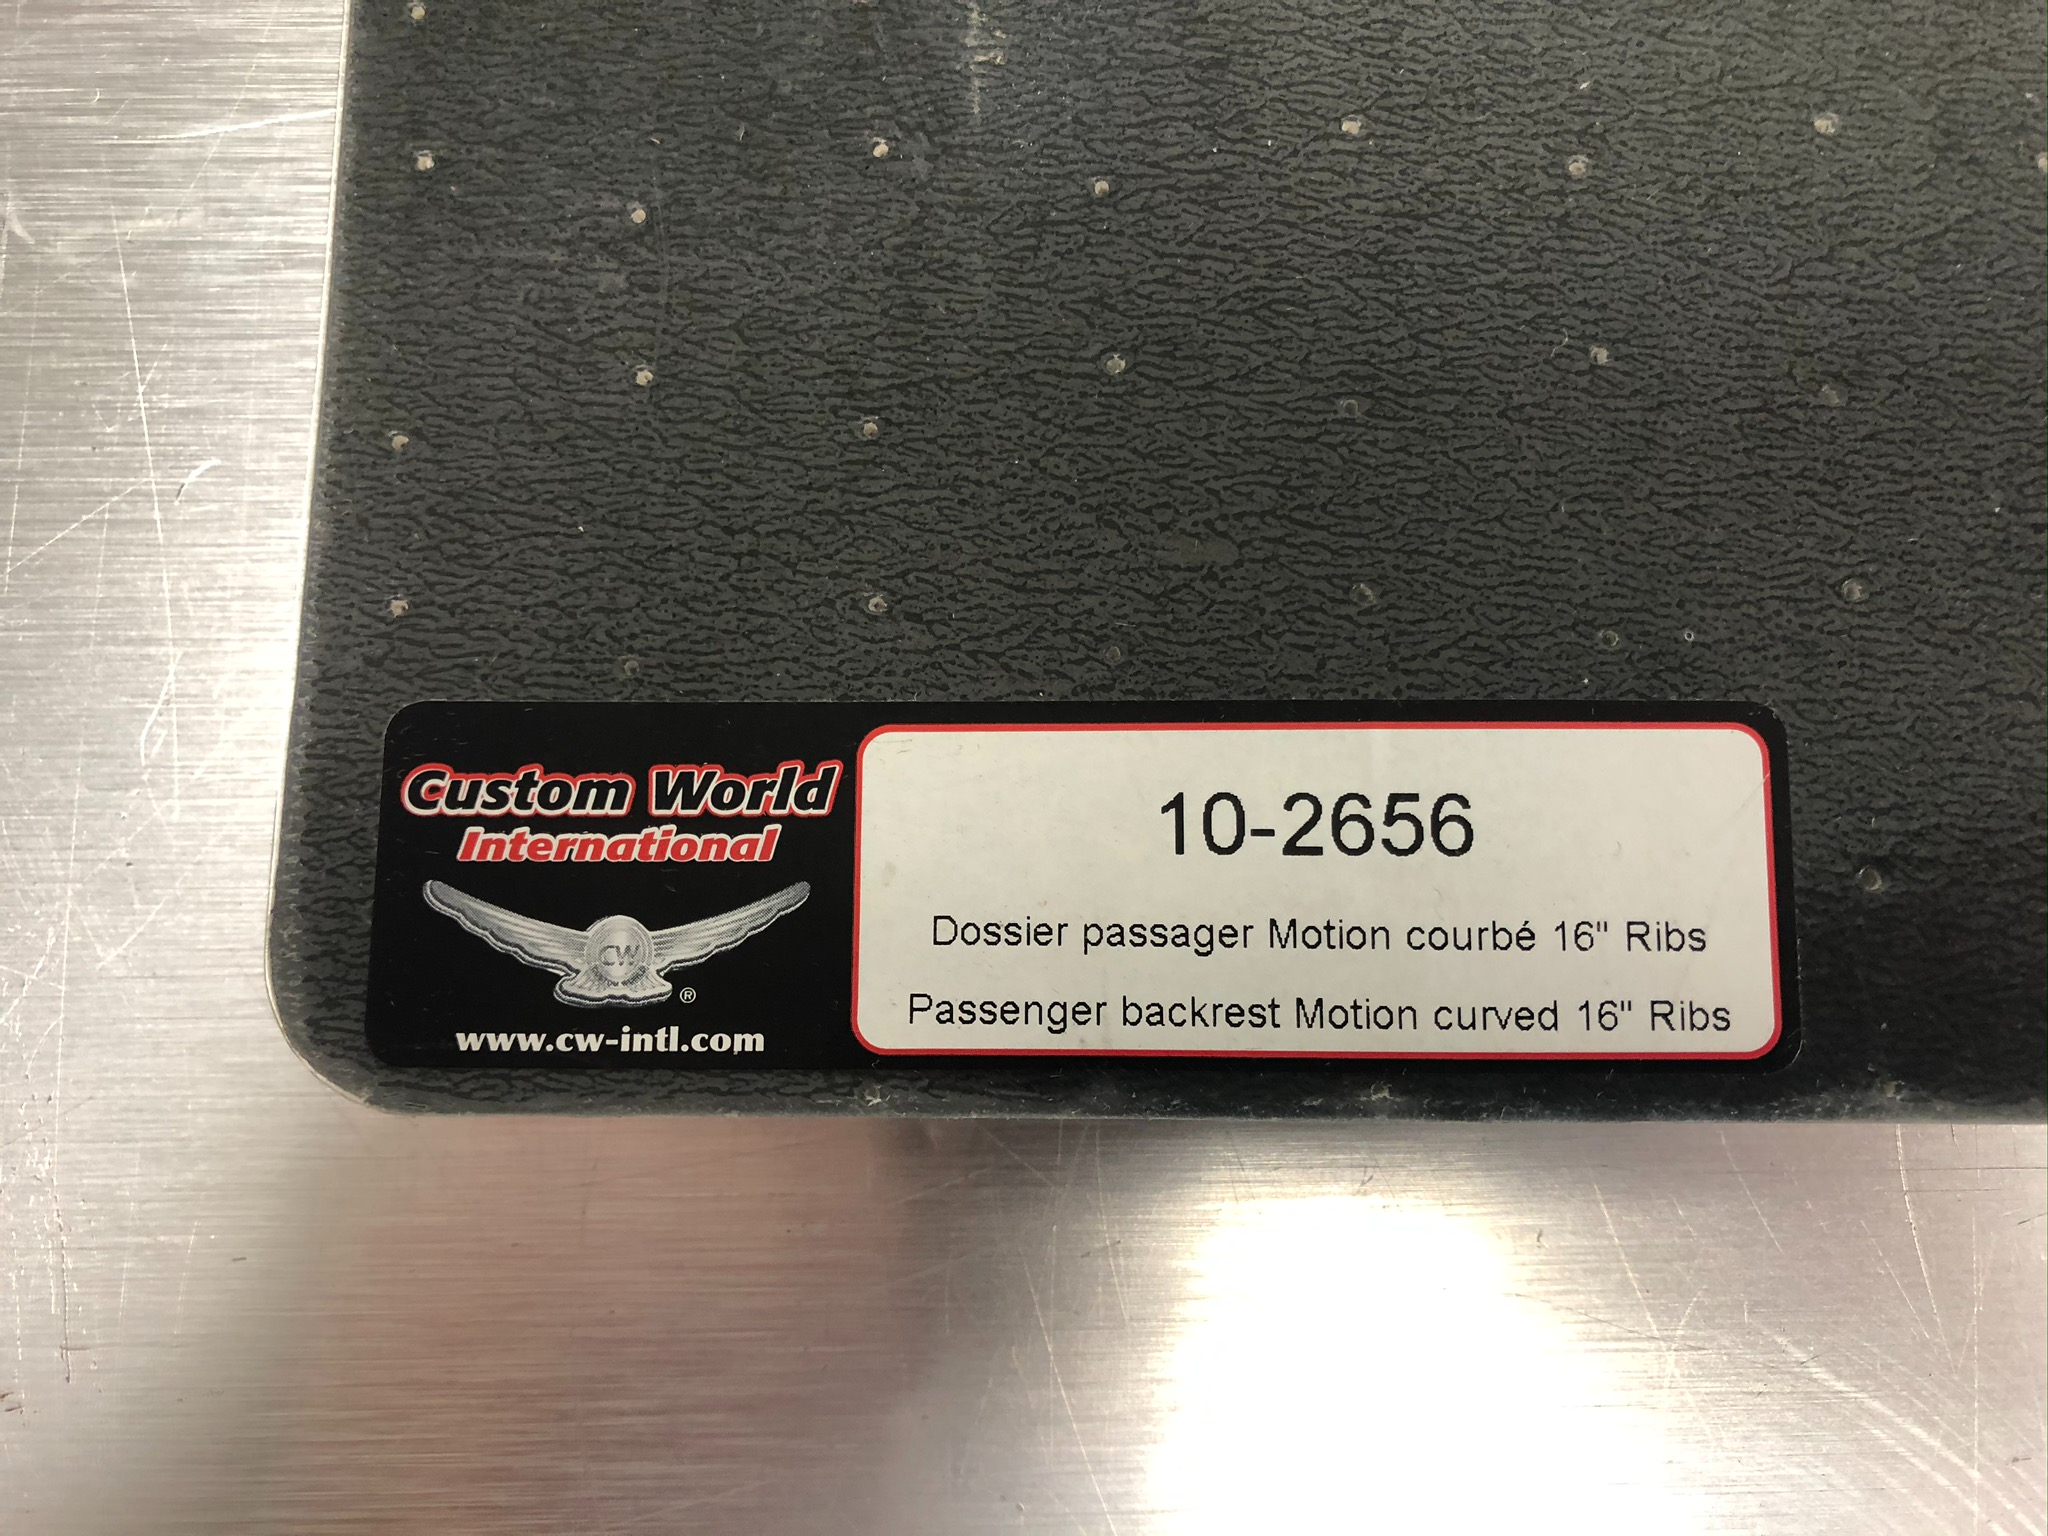 Custom World
International
CW
®
www.cw-intl.com
10-2656
Dossier passager Motion courbé 16" Ribs
Passenger backrest Motion curved 16" Ribs